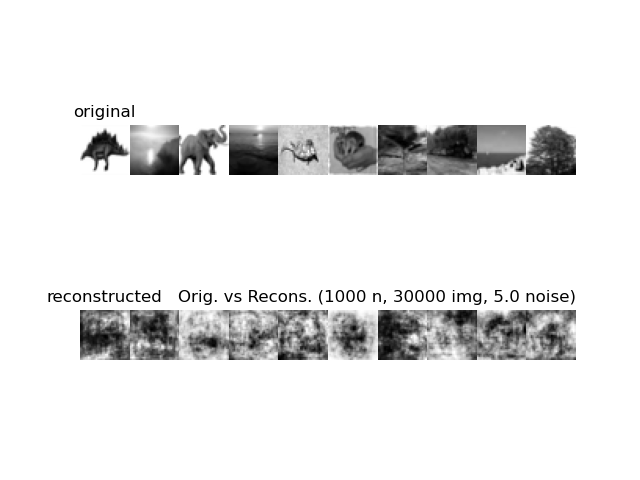 original
reconstructed Orig. vs Recons. (1000 n, 30000 img, 5.0 noise)